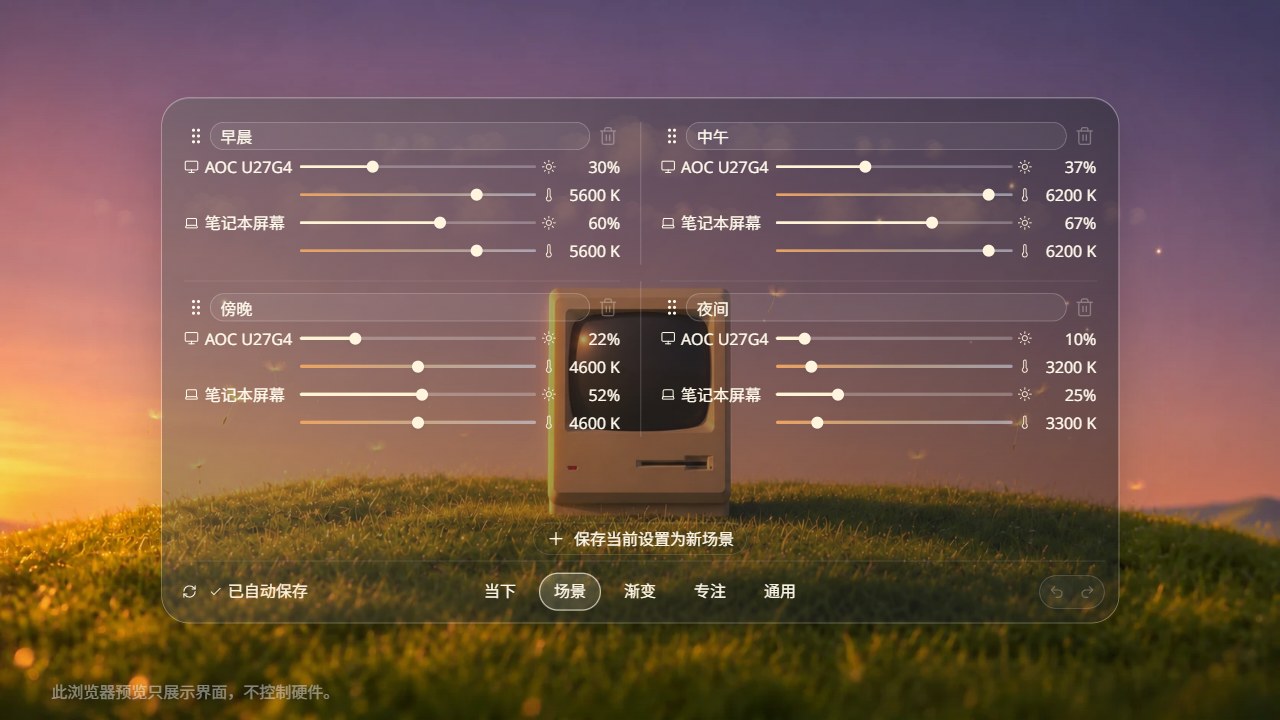 早晨
AOC U27G4 30%
5600 K
笔记本屏幕 60%
5600 K
中午
AOC U27G4 37%
6200 K
笔记本屏幕 67%
6200 K
傍晚
AOC U27G4 22%
4600 K
笔记本屏幕 52%
4600 K
夜间
AOC U27G4 10%
3200 K
笔记本屏幕 25%
3300 K
保存当前设置为新场景
已自动保存 当下 场景 渐变 专注 通用
此浏览器预览只展示界面，不控制硬件。